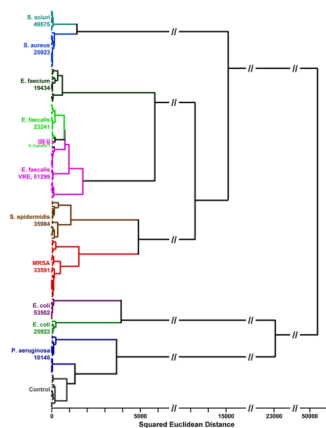 S. sciuri
49575
S. aureus
25923
E. faecium
19434
E. faecalis
23241
E. faecalis
VRE, 51299
S. epidermidis
35984
MRSA
33591
E. coli
53502
E. coli
25922
P. aeruginosa
10145
Control
0 5000 15000 23000 50000
Squared Euclidean Distance